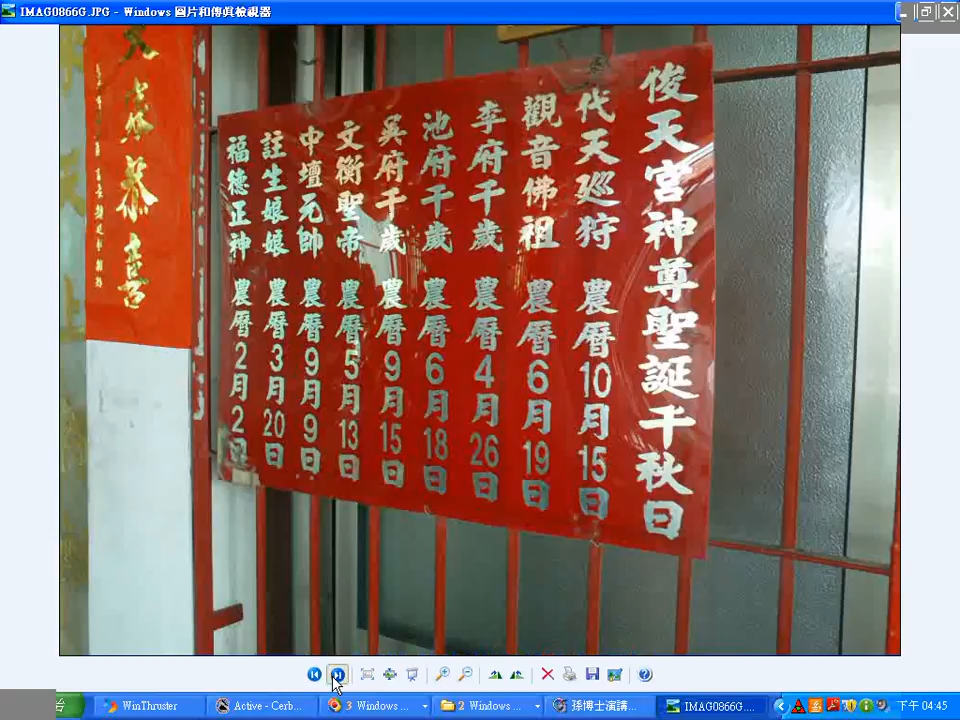 IMAG0866G.JPG - Windows 圖片和傳真檢視器
俊天宮神尊聖誕千秋日
代天巡狩 農曆10月15日
觀音佛祖 農曆6月19日
李府千歲 農曆4月26日
池府千歲 農曆6月18日
吳府千歲 農曆9月15日
文衡聖帝 農曆5月13日
中壇元帥 農曆9月9日
註生娘娘 農曆3月20日
福德正神 農曆2月2日
恭喜
WinThruster
Active - Cerb...
3 Windows ...
2 Windows ...
孫博士演講...
IMAG0866G....
下午 04:45